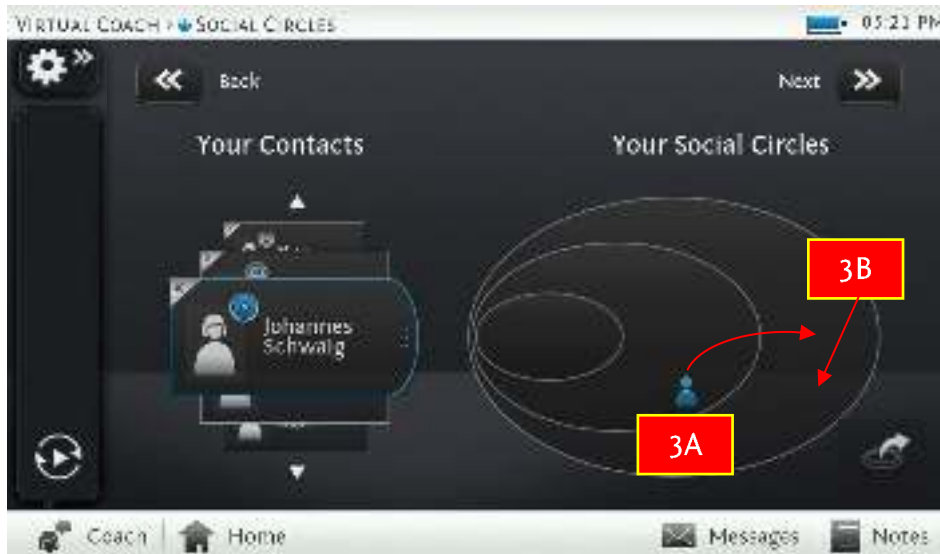 VIRTUAL COACH › SOCIAL CIRCLES
05:21 PM
Back
Next
Your Contacts
Your Social Circles
Johannes
Schwaig
3B
3A
Coach
Home
Messages
Notes